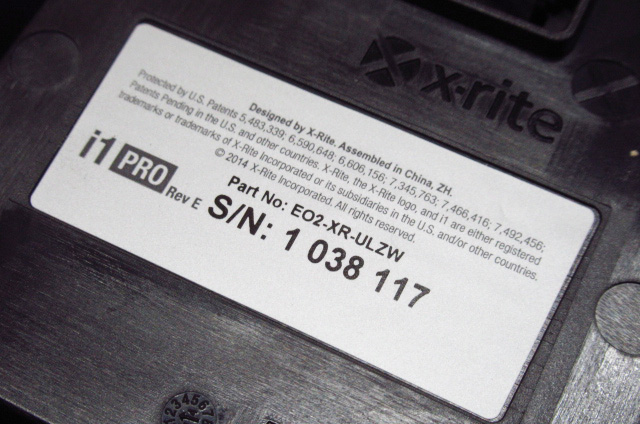 x-rite
Designed by X-Rite. Assembled in China, ZH.
Protected by U.S. Patents 5,483,339; 6,590,648; 6,606,156; 7,345,763; 7,466,416; 7,492,456;
Patents Pending in the U.S. and other countries. X-Rite, the X-Rite logo, and i1 are either registered
trademarks or trademarks of X-Rite Incorporated or its subsidiaries in the U.S. and/or other countries.
© 2014 X-Rite Incorporated. All rights reserved.
i1 PRO
Rev E
Part No: EO2-XR-ULZW
S/N: 1 038 117
1234567